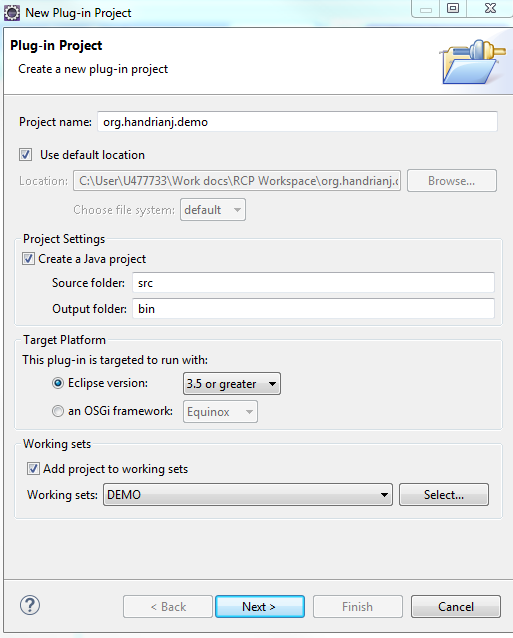 New Plug-in Project
Plug-in Project
Create a new plug-in project
Project name: org.handrianj.demo
Use default location
Location: C:\User\U477733\Work docs\RCP Workspace\org.handrianj.c Browse...
Choose file system: default
Project Settings
Create a Java project
Source folder: src
Output folder: bin
Target Platform
This plug-in is targeted to run with:
Eclipse version: 3.5 or greater
an OSGi framework: Equinox
Working sets
Add project to working sets
Working sets: DEMO Select...
? < Back Next > Finish Cancel